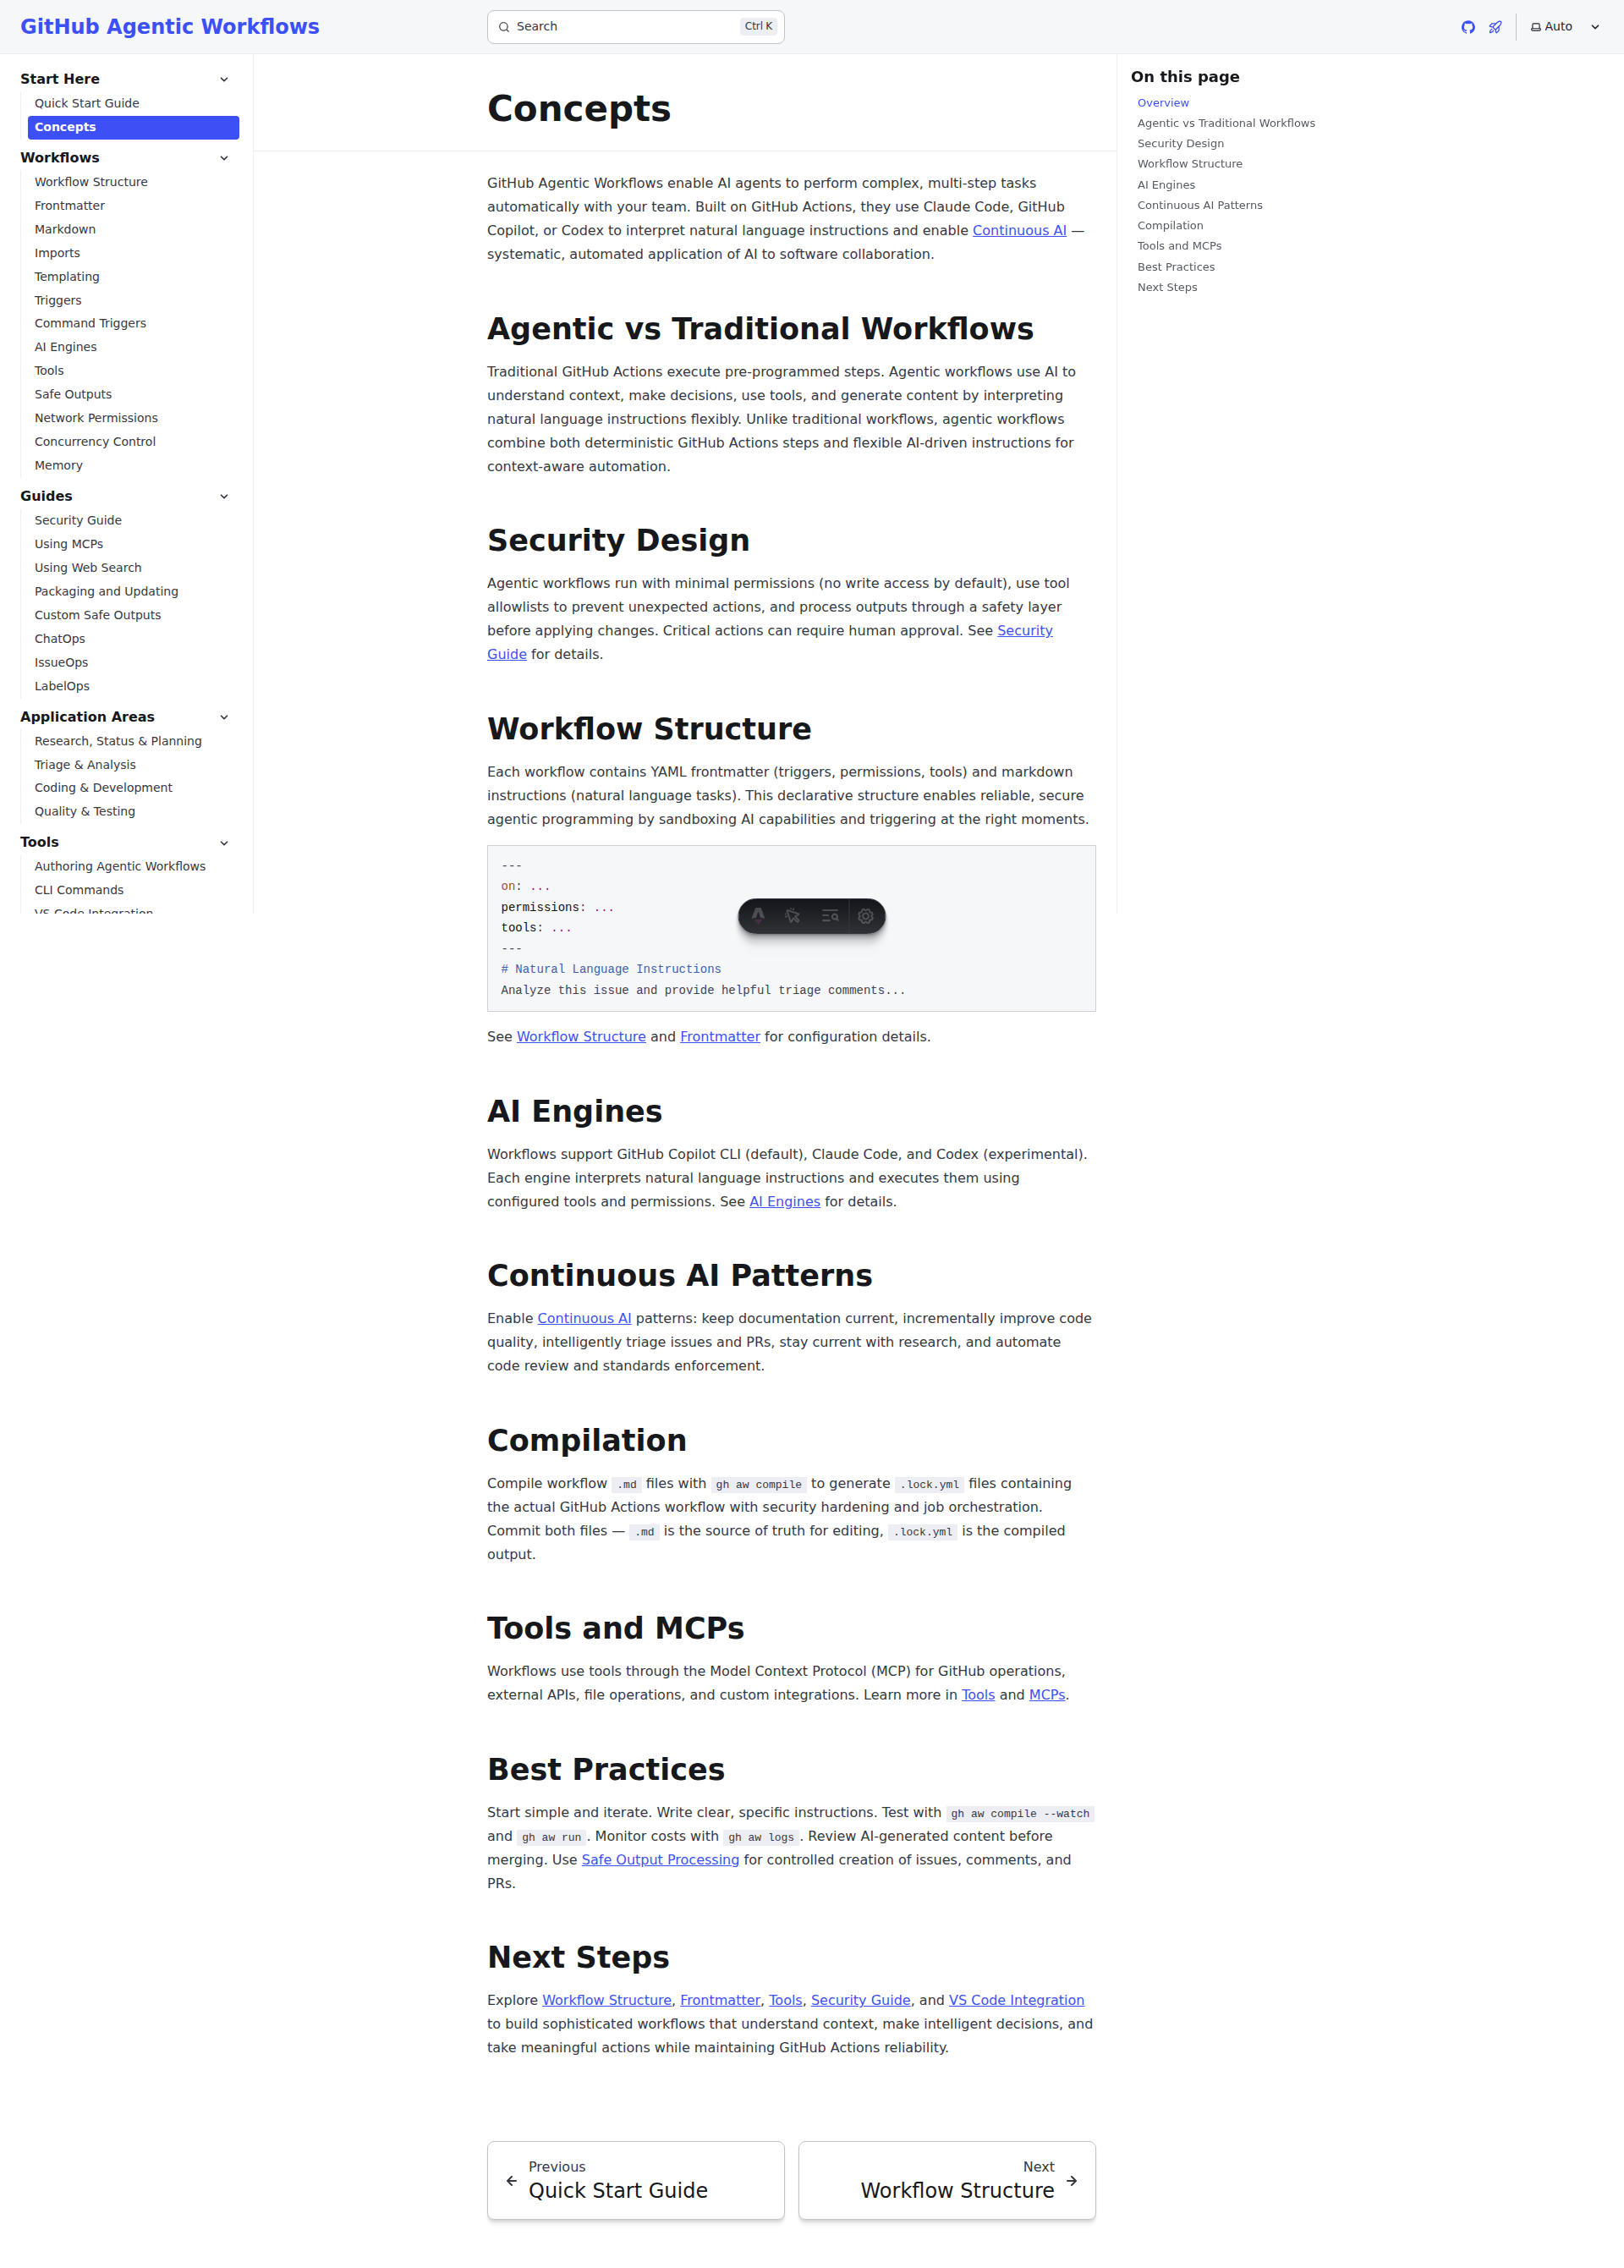 GitHub Agentic Workflows
Search
Ctrl K
Auto
Start Here
Quick Start Guide
Concepts
Workflows
Workflow Structure
Frontmatter
Markdown
Imports
Templating
Triggers
Command Triggers
AI Engines
Tools
Safe Outputs
Network Permissions
Concurrency Control
Memory
Guides
Security Guide
Using MCPs
Using Web Search
Packaging and Updating
Custom Safe Outputs
ChatOps
IssueOps
LabelOps
Application Areas
Research, Status & Planning
Triage & Analysis
Coding & Development
Quality & Testing
Tools
Authoring Agentic Workflows
CLI Commands
VS Code Integration
Concepts
GitHub Agentic Workflows enable AI agents to perform complex, multi-step tasks
automatically with your team. Built on GitHub Actions, they use Claude Code, GitHub
Copilot, or Codex to interpret natural language instructions and enable Continuous AI —
systematic, automated application of AI to software collaboration.
Agentic vs Traditional Workflows
Traditional GitHub Actions execute pre-programmed steps. Agentic workflows use AI to
understand context, make decisions, use tools, and generate content by interpreting
natural language instructions flexibly. Unlike traditional workflows, agentic workflows
combine both deterministic GitHub Actions steps and flexible AI-driven instructions for
context-aware automation.
Security Design
Agentic workflows run with minimal permissions (no write access by default), use tool
allowlists to prevent unexpected actions, and process outputs through a safety layer
before applying changes. Critical actions can require human approval. See Security
Guide for details.
Workflow Structure
Each workflow contains YAML frontmatter (triggers, permissions, tools) and markdown
instructions (natural language tasks). This declarative structure enables reliable, secure
agentic programming by sandboxing AI capabilities and triggering at the right moments.
---
on: ...
permissions: ...
tools: ...
---
# Natural Language Instructions
Analyze this issue and provide helpful triage comments...
See Workflow Structure and Frontmatter for configuration details.
AI Engines
Workflows support GitHub Copilot CLI (default), Claude Code, and Codex (experimental).
Each engine interprets natural language instructions and executes them using
configured tools and permissions. See AI Engines for details.
Continuous AI Patterns
Enable Continuous AI patterns: keep documentation current, incrementally improve code
quality, intelligently triage issues and PRs, stay current with research, and automate
code review and standards enforcement.
Compilation
Compile workflow .md files with gh aw compile to generate .lock.yml files containing
the actual GitHub Actions workflow with security hardening and job orchestration.
Commit both files — .md is the source of truth for editing, .lock.yml is the compiled
output.
Tools and MCPs
Workflows use tools through the Model Context Protocol (MCP) for GitHub operations,
external APIs, file operations, and custom integrations. Learn more in Tools and MCPs.
Best Practices
Start simple and iterate. Write clear, specific instructions. Test with gh aw compile --watch
and gh aw run. Monitor costs with gh aw logs. Review AI-generated content before
merging. Use Safe Output Processing for controlled creation of issues, comments, and
PRs.
Next Steps
Explore Workflow Structure, Frontmatter, Tools, Security Guide, and VS Code Integration
to build sophisticated workflows that understand context, make intelligent decisions, and
take meaningful actions while maintaining GitHub Actions reliability.
Previous
Quick Start Guide
Next
Workflow Structure
On this page
Overview
Agentic vs Traditional Workflows
Security Design
Workflow Structure
AI Engines
Continuous AI Patterns
Compilation
Tools and MCPs
Best Practices
Next Steps